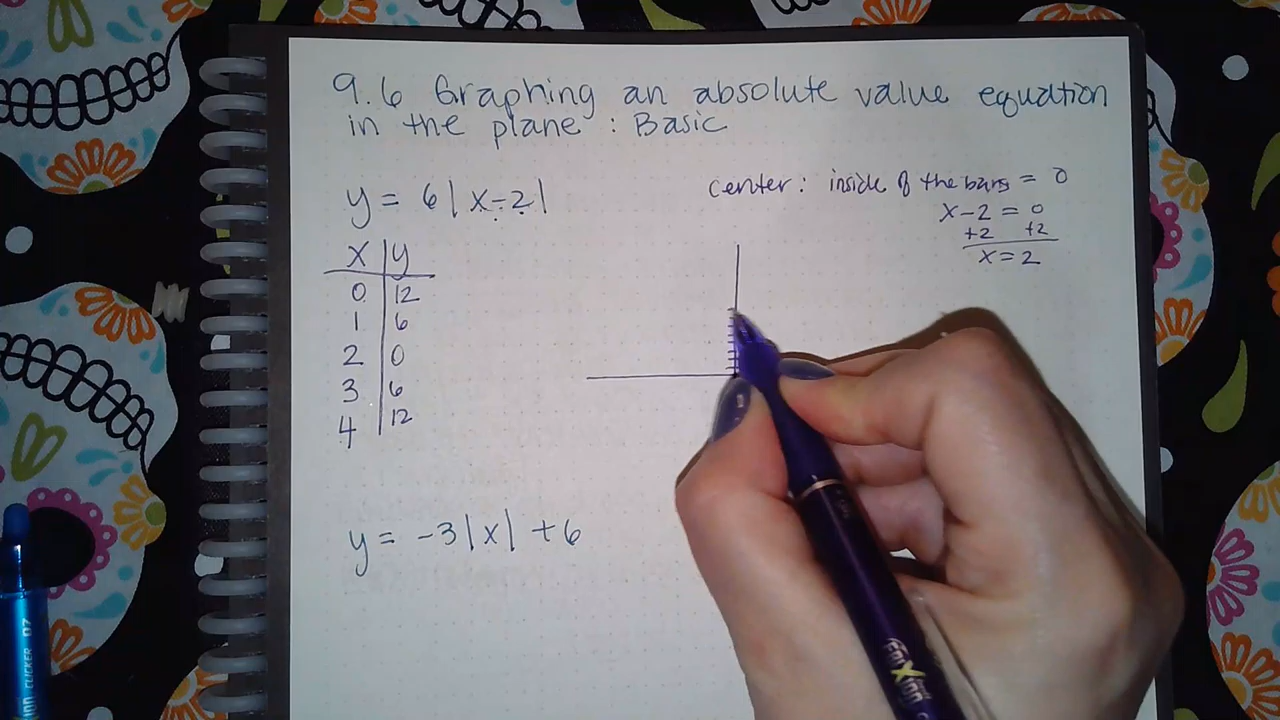 9.6 Graphing an absolute value equation
in the plane : Basic
y = 6|x-2|
center: inside of the bars = 0
x-2 = 0
+2 +2
x=2
x y
0 12
1 6
2 0
3 6
4 12
y = -3|x| +6